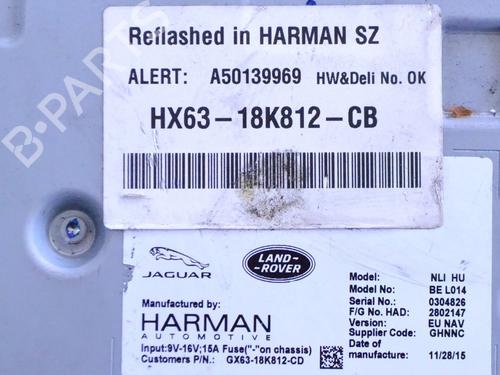 Reflashed in HARMAN SZ
ALERT: A50139969 HW&Deli No. OK
HX63-18K812-CB
JAGUAR
LAND-
ROVER
Manufactured by:
HARMAN
AUTOMOTIVE
Input:9V-16V;15A Fuse("-"on chassis)
Customers P/N.: GX63-18K812-CD
Model: NLI HU
Model No: BE L014
Serial No.: 0304826
F/G No. HAD: 2802147
Version: EU NAV
Supplier Code: GHNNC
Date of
manufacture: 11/28/15
B-PARTS